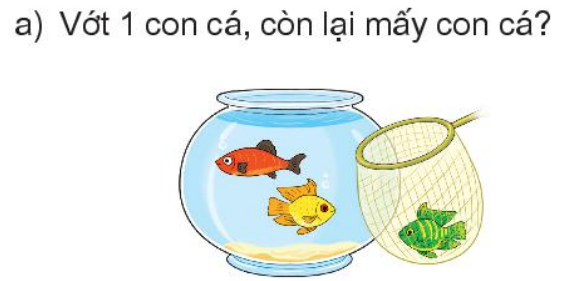 a) Vớt 1 con cá, còn lại mấy con cá?